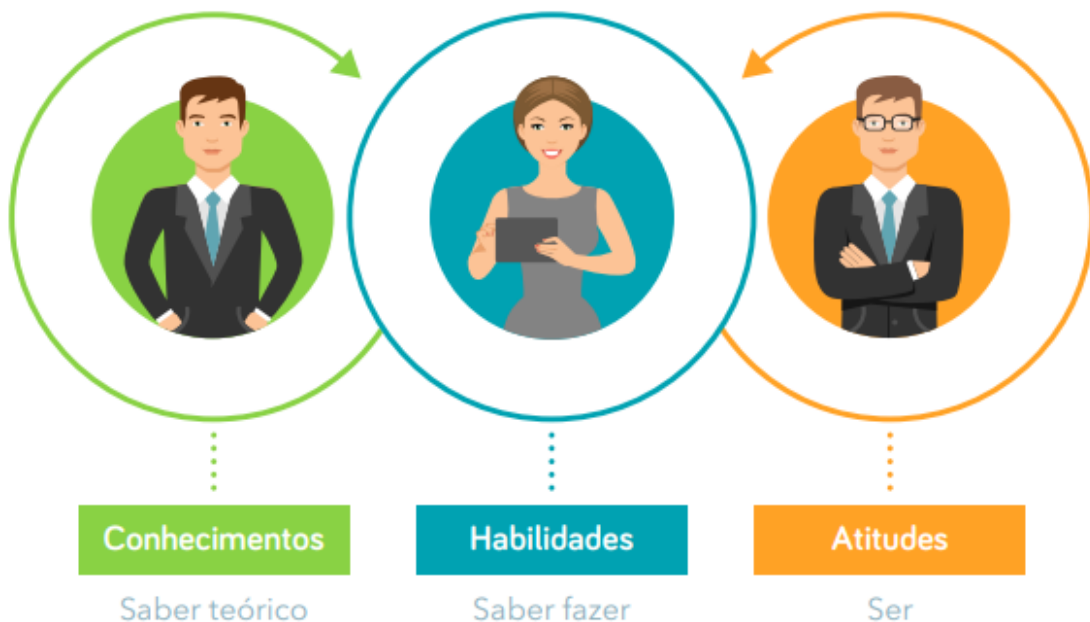 Conhecimentos
Habilidades
Atitudes
Saber teórico
Saber fazer
Ser